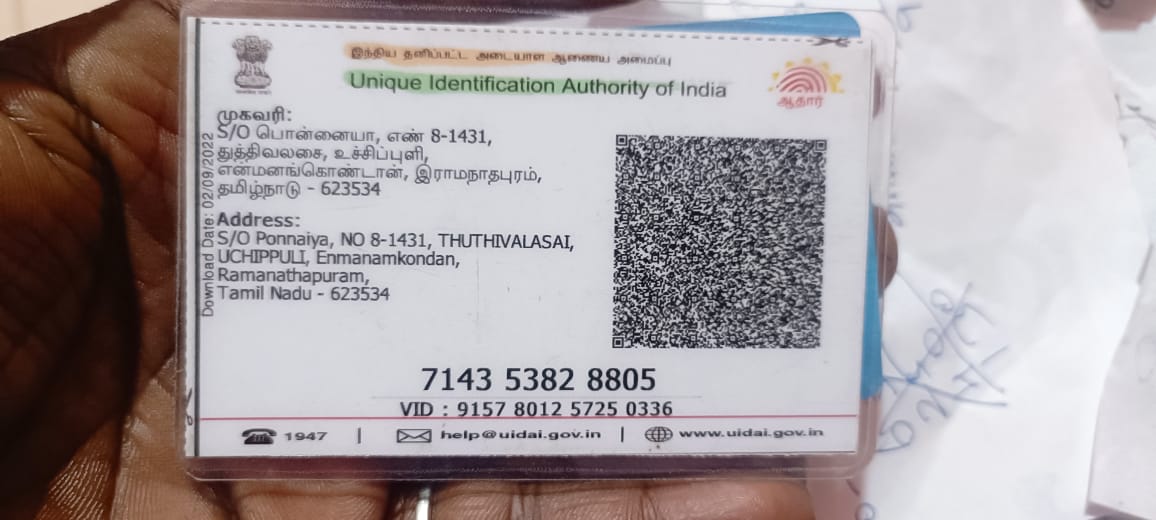 இந்திய தனிப்பட்ட அடையாள ஆணைய அமைப்பு
Unique Identification Authority of India
ஆதார்
முகவரி:
S/O பொன்னையா, எண் 8-1431,
துத்திவலசை, உச்சிப்புளி,
என்மனங்கொண்டான், இராமநாதபுரம்,
தமிழ்நாடு - 623534
Address:
S/O Ponnaiya, NO 8-1431, THUTHIVALASAI,
UCHIPPULI, Enmanamkondan,
Ramanathapuram,
Tamil Nadu - 623534
Download Date: 02/09/2022
7143 5382 8805
VID : 9157 8012 5725 0336
1947 | help@uidai.gov.in | www.uidai.gov.in